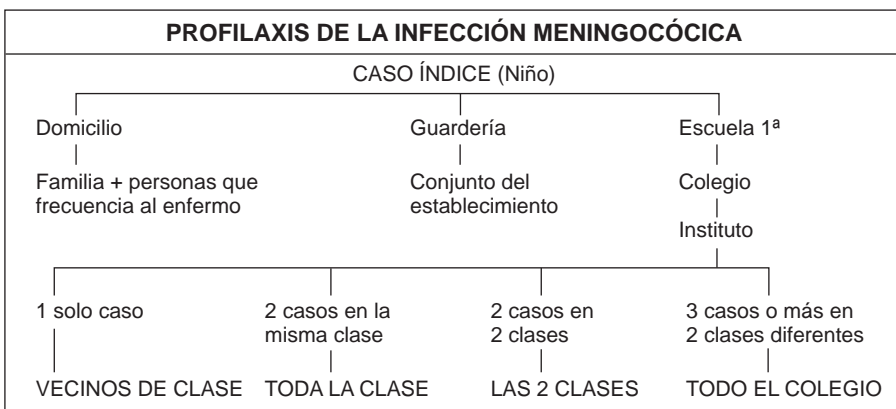 PROFILAXIS DE LA INFECCIÓN MENINGOCÓCICA
CASO ÍNDICE (Niño)
Domicilio
Guardería
Escuela 1ª
Familia + personas que
frecuencia al enfermo
Conjunto del
establecimiento
Colegio
Instituto
1 solo caso
2 casos en la
misma clase
2 casos en
2 clases
3 casos o más en
2 clases diferentes
VECINOS DE CLASE
TODA LA CLASE
LAS 2 CLASES
TODO EL COLEGIO